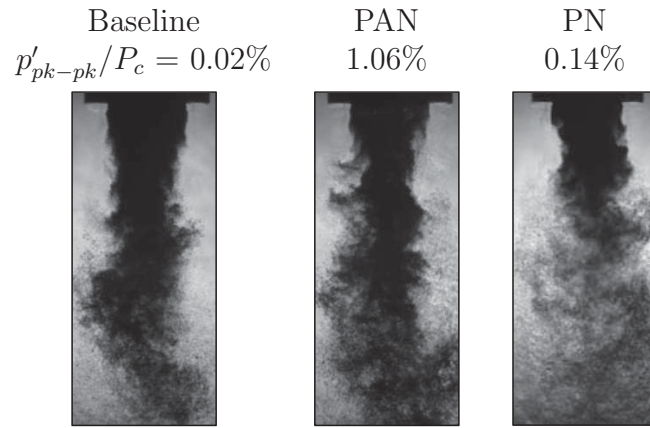 Baseline PAN PN
p′pk−pk/Pc = 0.02% 1.06% 0.14%